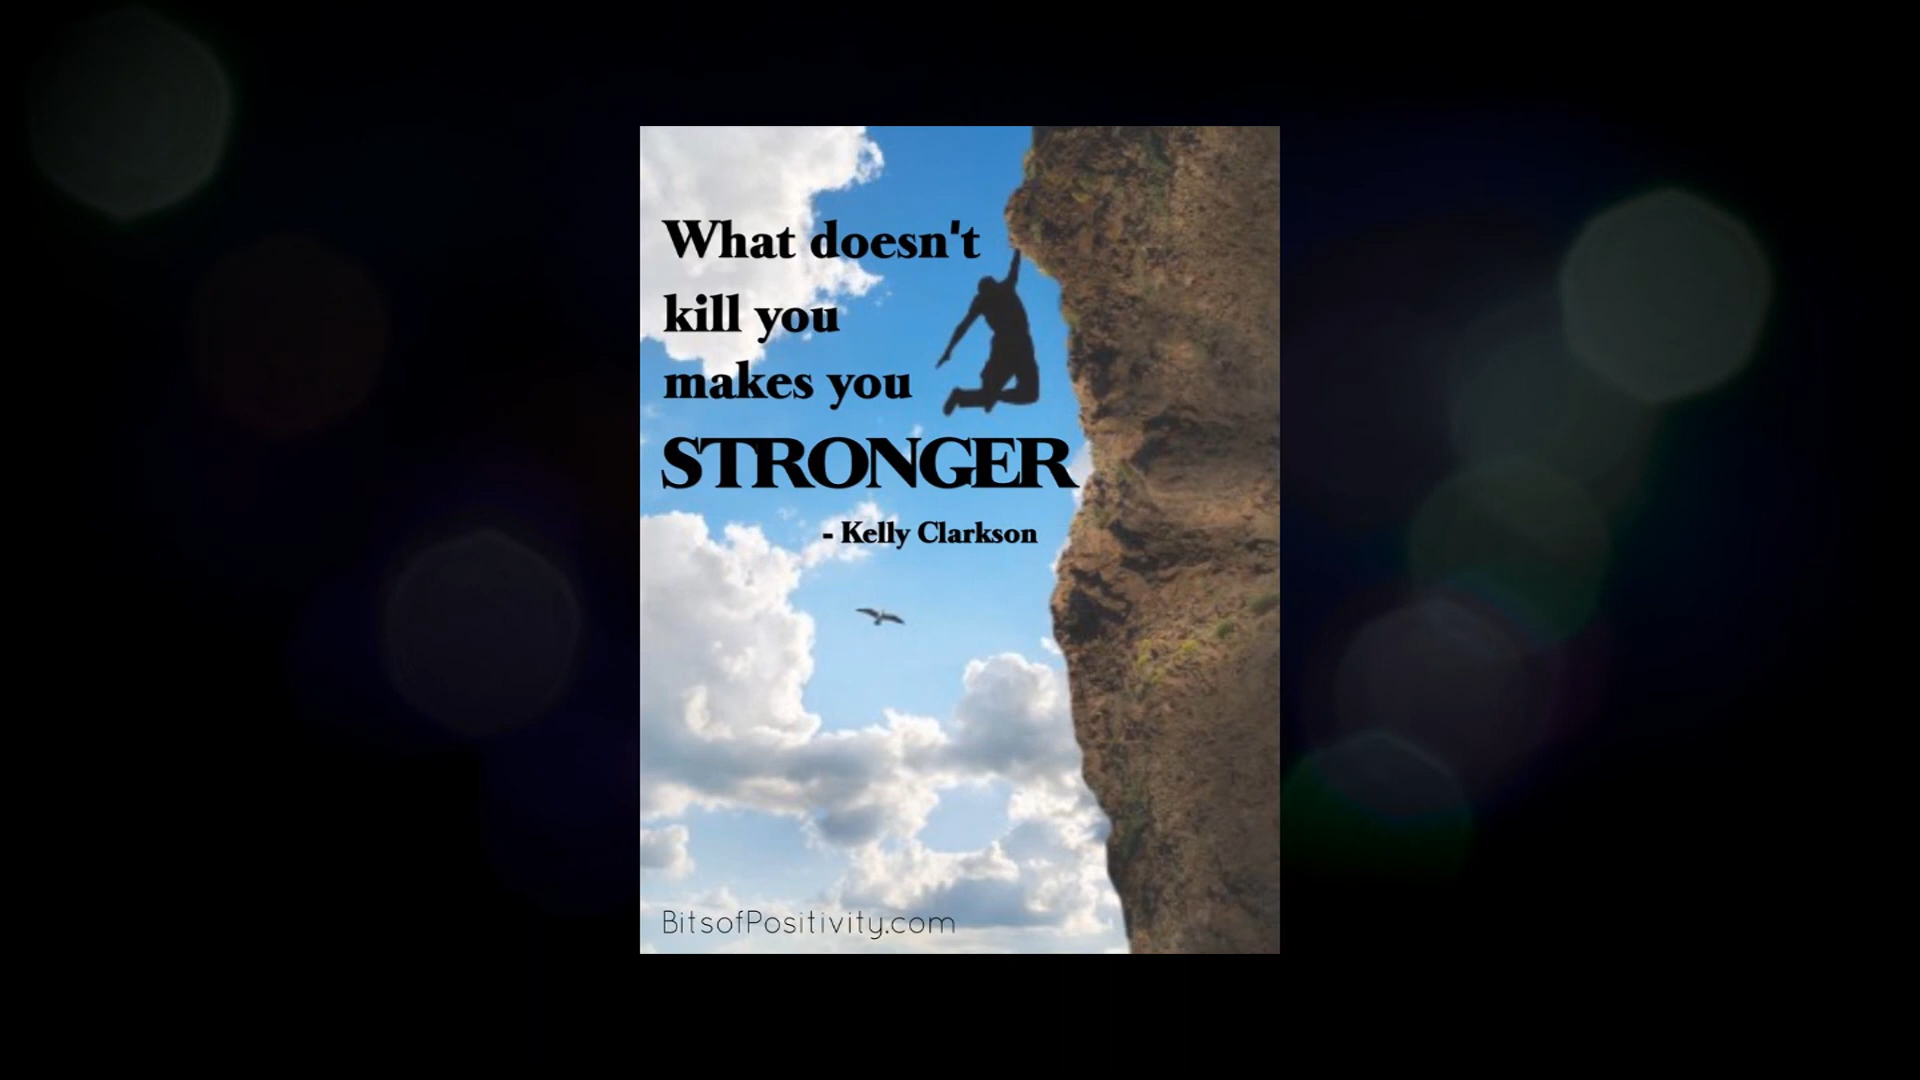 What doesn't
kill you
makes you
STRONGER
- Kelly Clarkson
BitsofPositivity.com